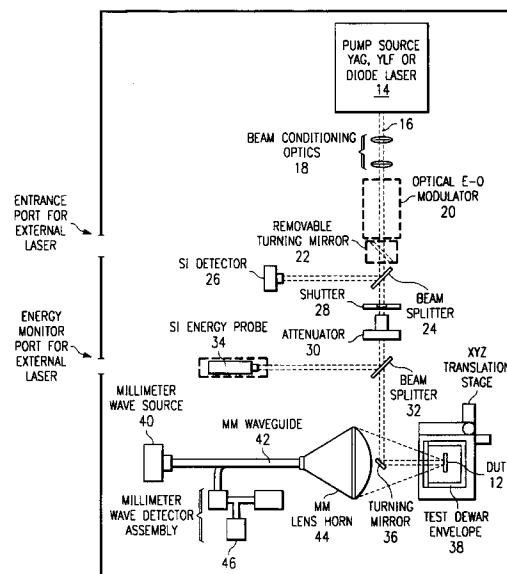 PUMP SOURCE
YAG, YLF OR
DIODE LASER
14
16
BEAM CONDITIONING
OPTICS
18
OPTICAL E-O
MODULATOR
20
ENTRANCE
PORT FOR
EXTERNAL LASER
REMOVABLE
TURNING MIRROR
22
SI DETECTOR
26
BEAM
SPLITTER
24
SHUTTER
28
ATTENUATOR
30
ENERGY
MONITOR
PORT FOR
EXTERNAL
LASER
SI ENERGY PROBE
34
BEAM
SPLITTER
32
XYZ
TRANSLATION
STAGE
MILLIMETER
WAVE SOURCE
40
MM WAVEGUIDE
42
MILLIMETER
WAVE DETECTOR
ASSEMBLY
46
MM
LENS HORN
44
TURNING
MIRROR
36
DUT
12
TEST DEWAR
ENVELOPE
38